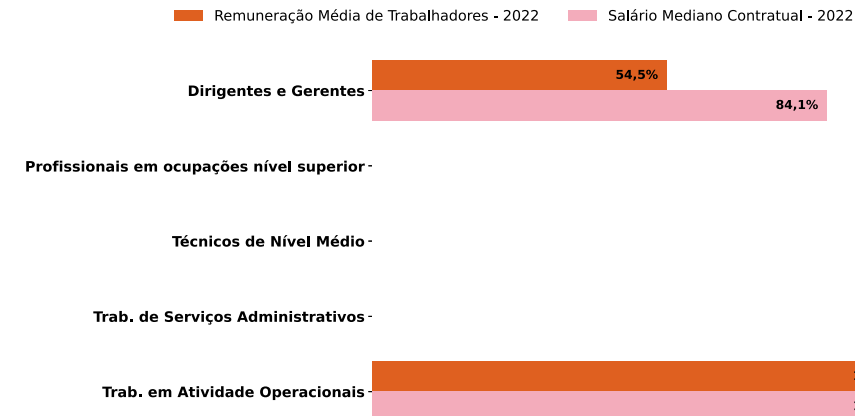 Remuneração Média de Trabalhadores - 2022 Salário Mediano Contratual - 2022
54,5%
Dirigentes e Gerentes
84,1%
Profissionais em ocupações nível superior
Técnicos de Nível Médio
Trab. de Serviços Administrativos
Trab. em Atividade Operacionais